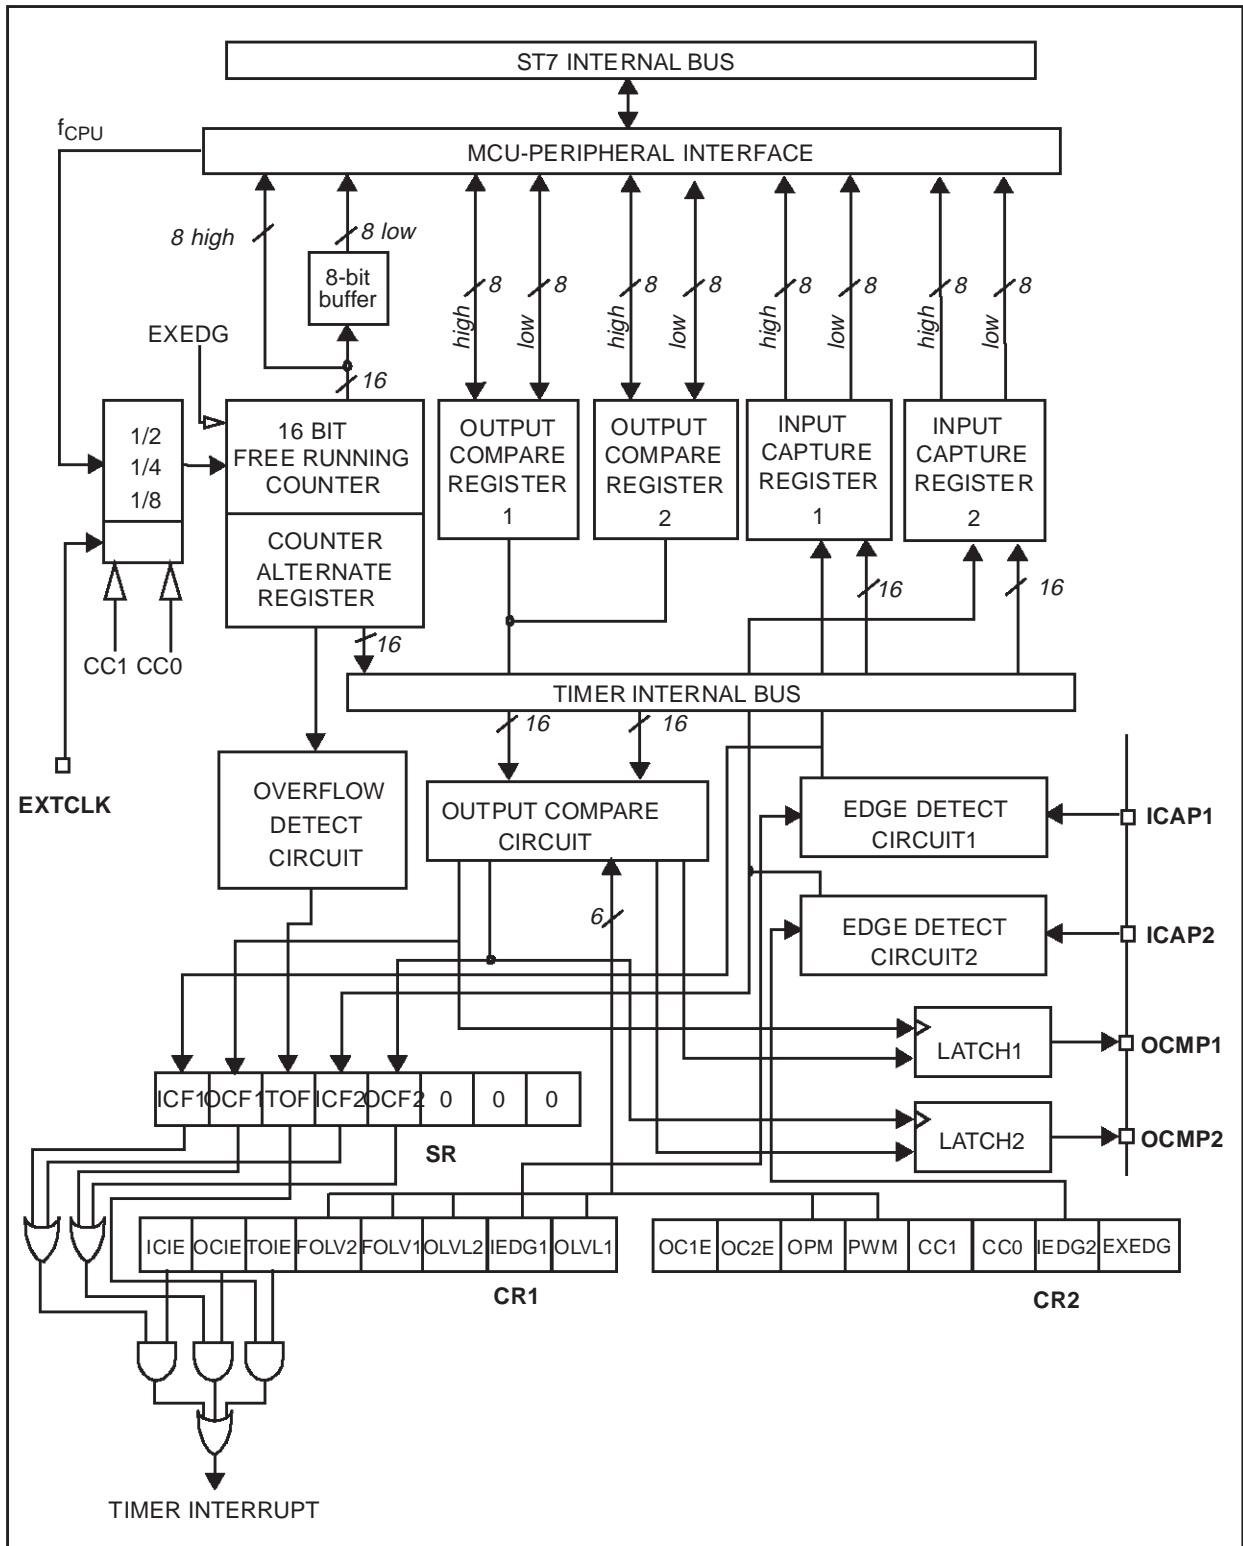 ST7 INTERNAL BUS
fCPU
MCU-PERIPHERAL INTERFACE
8 high
8 low
8-bit
buffer
high
8
low
8
high
8
low
8
high
8
low
8
high
8
low
8
EXEDG
16
1/2
1/4
1/8
16 BIT
FREE RUNNING
COUNTER
COUNTER
ALTERNATE
REGISTER
OUTPUT
COMPARE
REGISTER
1
OUTPUT
COMPARE
REGISTER
2
INPUT
CAPTURE
REGISTER
1
INPUT
CAPTURE
REGISTER
2
16
16
CC1 CC0
16
TIMER INTERNAL BUS
16
16
EXTCLK
OVERFLOW
DETECT
CIRCUIT
OUTPUT COMPARE
CIRCUIT
EDGE DETECT
CIRCUIT1
ICAP1
6
EDGE DETECT
CIRCUIT2
ICAP2
LATCH1
OCMP1
LATCH2
OCMP2
ICF1 OCF1 TOF ICF2 OCF2 0 0 0
SR
ICIE OCIE TOIE FOLV2 FOLV1 OLVL2 IEDG1 OLVL1
CR1
OC1E OC2E OPM PWM CC1 CC0 IEDG2 EXEDG
CR2
TIMER INTERRUPT